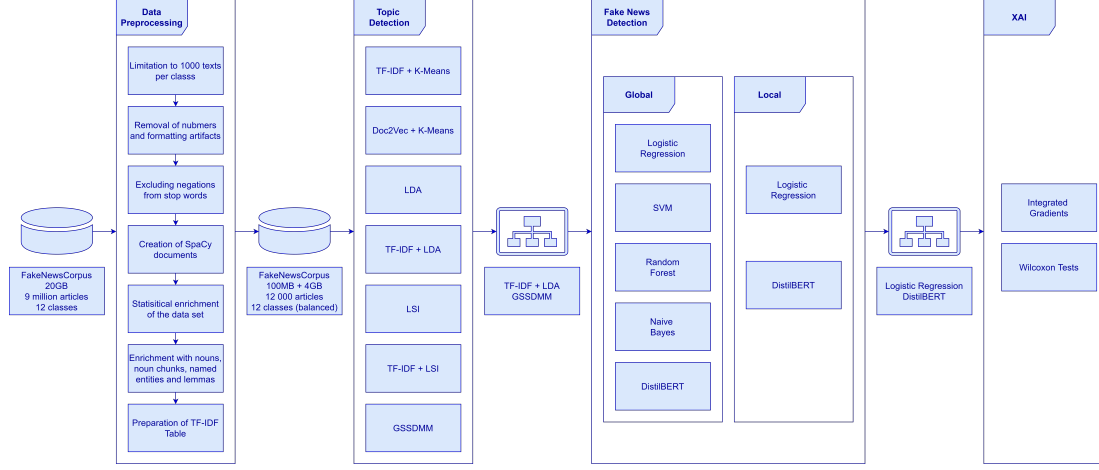 Data
Preprocessing
Limitation to 1000 texts
per classs
Removal of nubmers
and formatting artifacts
Excluding negations
from stop words
Creation of SpaCy
documents
Statisitical enrichment
of the data set
Enrichment with nouns,
noun chunks, named
entities and lemmas
Preparation of TF-IDF
Table
FakeNewsCorpus
20GB
9 million articles
12 classes
FakeNewsCorpus
100MB + 4GB
12 000 articles
12 classes (balanced)
Topic
Detection
TF-IDF + K-Means
Doc2Vec + K-Means
LDA
TF-IDF + LDA
LSI
TF-IDF + LSI
GSSDMM
TF-IDF + LDA
GSSDMM
Fake News
Detection
Global
Logistic
Regression
SVM
Random
Forest
Naive
Bayes
DistilBERT
Local
Logistic
Regression
DistilBERT
Logistic Regression
DistilBERT
XAI
Integrated
Gradients
Wilcoxon Tests